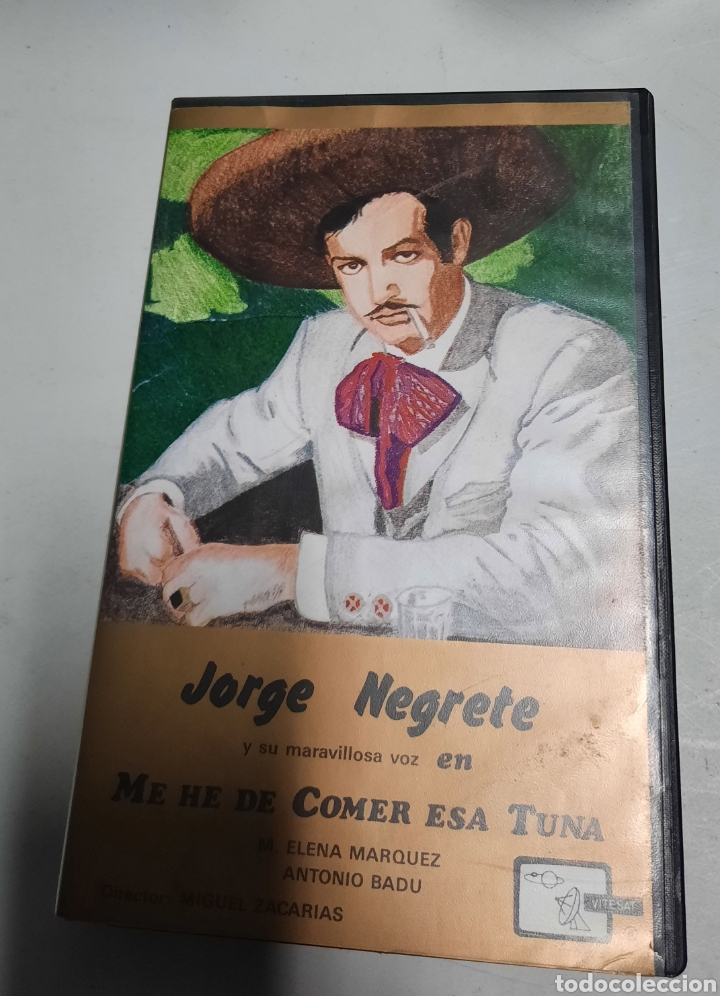 Jorge Negrete
y su maravillosa voz en
ME HE DE COMER ESA TUNA
M. ELENA MARQUEZ
ANTONIO BADU
Director: MIGUEL ZACARIAS
VITESAT
todocoleccion